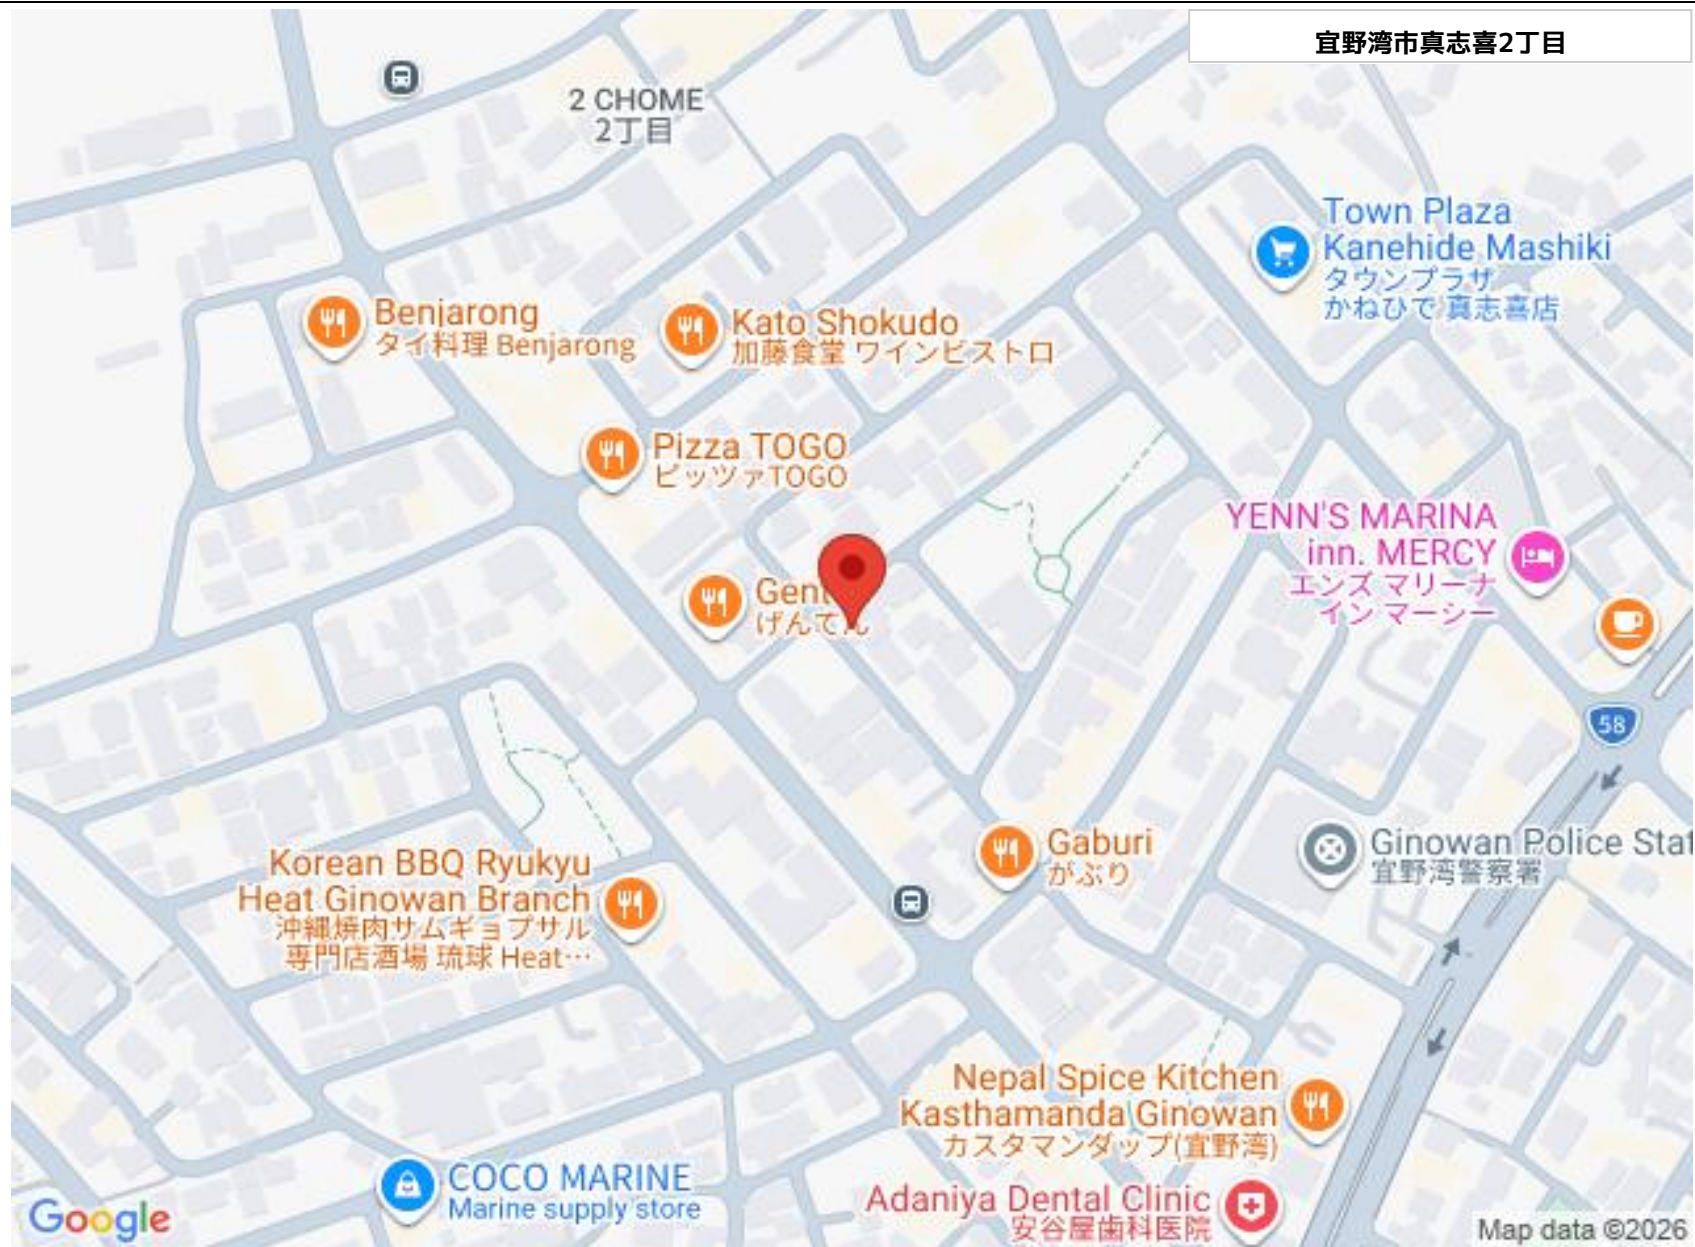 宜野湾市真志喜2丁目
2 CHOME
2丁目
Town Plaza
Kanehide Mashiki
タウンプラザ
かねひで 真志喜店
Benjarong
タイ料理 Benjarong
Kato Shokudo
加藤食堂 ワインビストロ
Pizza TOGO
ピッツァTOGO
YENN'S MARINA
inn. MERCY
エンズ マリーナ
イン マーシー
げんてん
58
Gaburi
がぶり
Ginowan Police Stat
宜野湾警察署
Korean BBQ Ryukyu
Heat Ginowan Branch
沖縄焼肉サムギョプサル
専門店酒場 琉球 Heat…
Nepal Spice Kitchen
Kasthamanda Ginowan
カスタマンダップ(宜野湾)
COCO MARINE
Marine supply store
Adaniya Dental Clinic
安谷屋歯科医院
Google
Map data ©2026